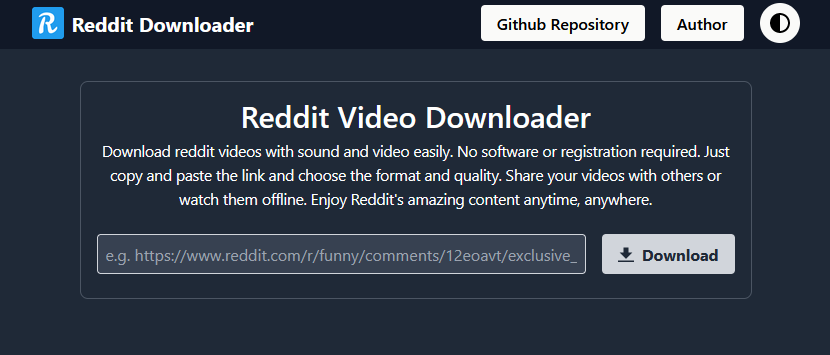 R Reddit Downloader
Github Repository
Author
Reddit Video Downloader
Download reddit videos with sound and video easily. No software or registration required. Just
copy and paste the link and choose the format and quality. Share your videos with others or
watch them offline. Enjoy Reddit's amazing content anytime, anywhere.
e.g. https://www.reddit.com/r/funny/comments/12eoavt/exclusive_
Download